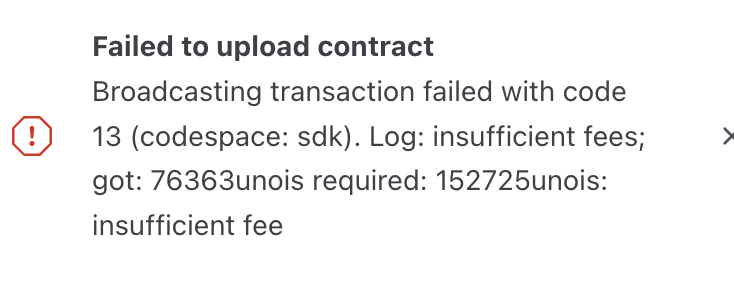 Failed to upload contract
Broadcasting transaction failed with code
13 (codespace: sdk). Log: insufficient fees;
got: 76363unois required: 152725unois:
insufficient fee